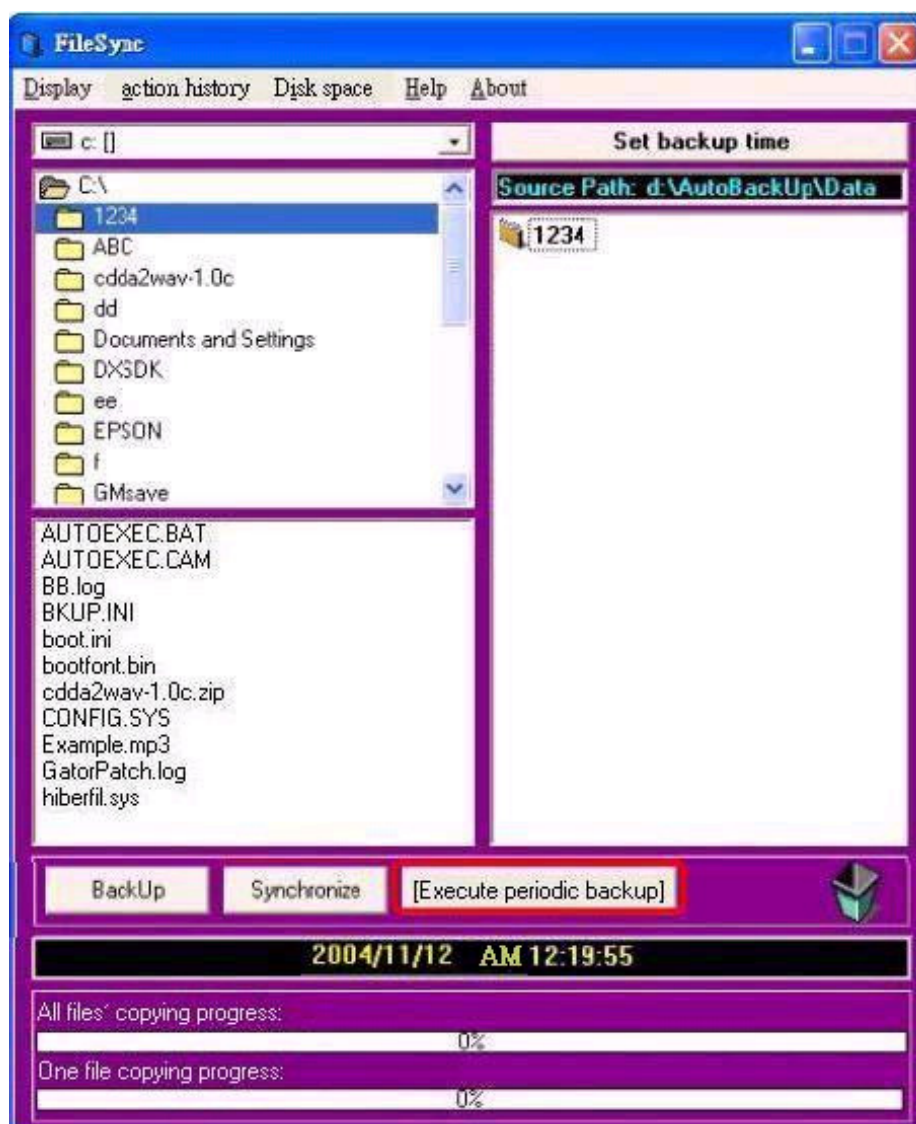 FileSync
Display action history Disk space Help About
c: []
Set backup time
C:\
1234
ABC
cdda2wav-1.0c
dd
Documents and Settings
DXSDK
ee
EPSON
f
GMsave
Source Path: d:\AutoBackUp\Data
1234
AUTOEXEC.BAT
AUTOEXEC.CAM
BB.log
BKUP.INI
boot.ini
bootfont.bin
cdda2wav-1.0c.zip
CONFIG.SYS
Example.mp3
GatorPatch.log
hiberfil.sys
BackUp Synchronize [Execute periodic backup]
2004/11/12 AM 12:19:55
All files' copying progress:
0%
One file copying progress:
0%